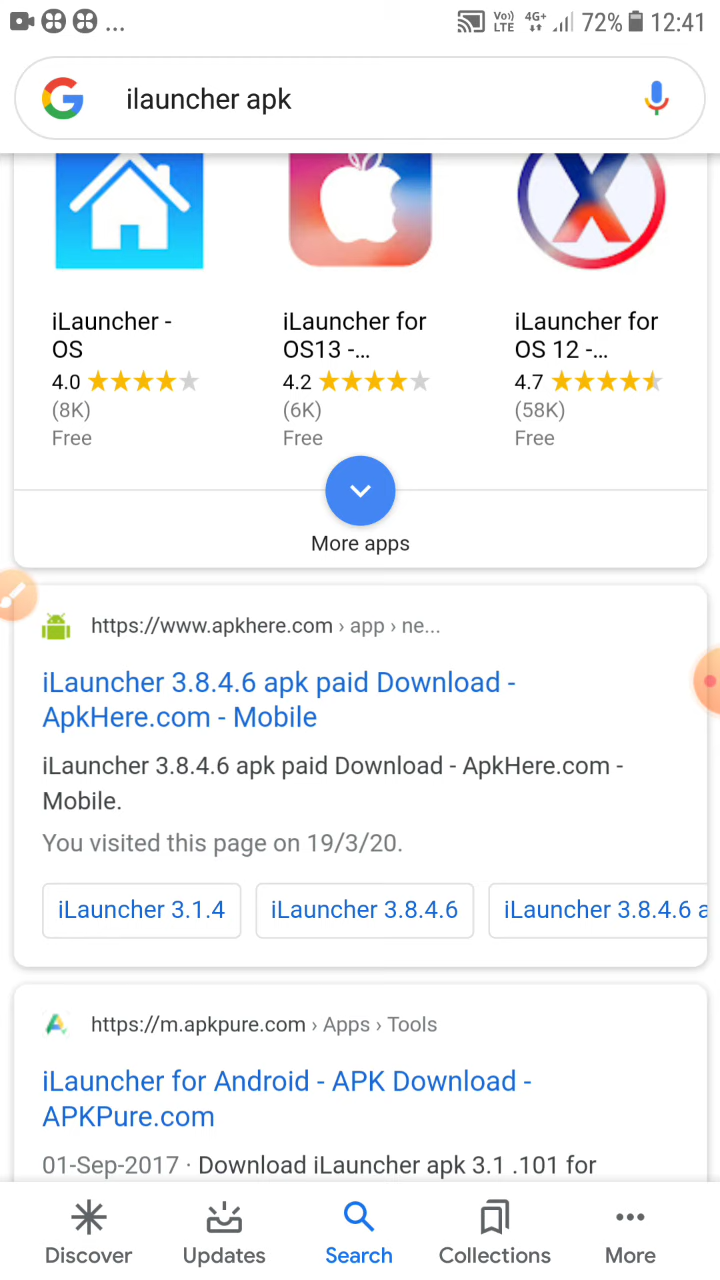 ... Vo)) LTE 4G+ 72% 12:41
ilauncher apk
iLauncher - OS
4.0 (8K)
Free
iLauncher for OS13 -...
4.2 (6K)
Free
iLauncher for OS 12 -...
4.7 (58K)
Free
More apps
https://www.apkhere.com › app › ne...
iLauncher 3.8.4.6 apk paid Download -
ApkHere.com - Mobile
iLauncher 3.8.4.6 apk paid Download - ApkHere.com -
Mobile.
You visited this page on 19/3/20.
iLauncher 3.1.4 iLauncher 3.8.4.6 iLauncher 3.8.4.6 a
https://m.apkpure.com › Apps › Tools
iLauncher for Android - APK Download -
APKPure.com
01-Sep-2017 · Download iLauncher apk 3.1 .101 for
Discover Updates Search Collections More